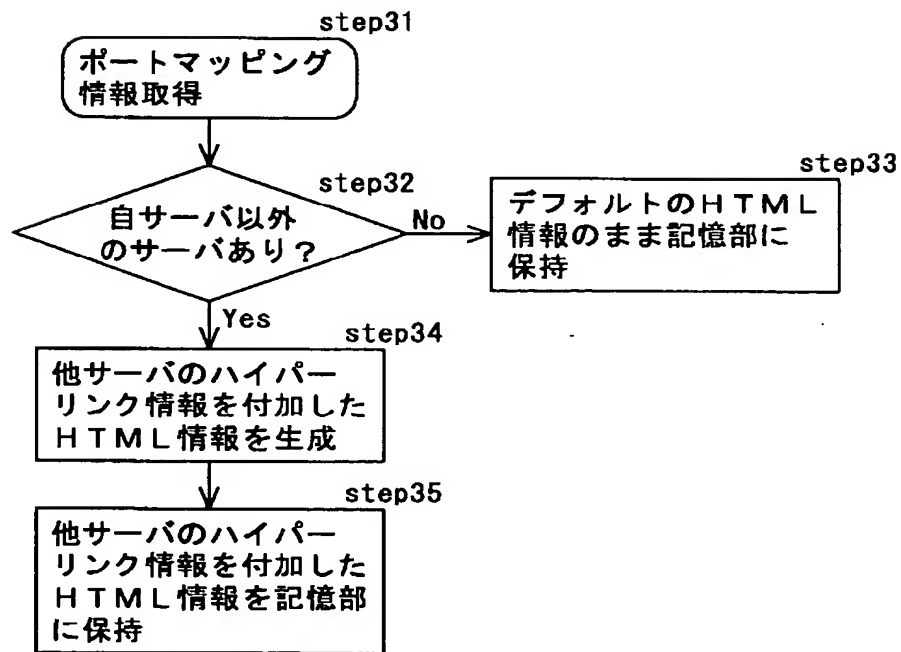 step31
ポートマッピング
情報取得
step32
自サーバ以外
のサーバあり？
No
step33
デフォルトのＨＴＭＬ
情報のまま記憶部に
保持
Yes
step34
他サーバのハイパー
リンク情報を付加した
ＨＴＭＬ情報を生成
step35
他サーバのハイパー
リンク情報を付加した
ＨＴＭＬ情報を記憶部
に保持